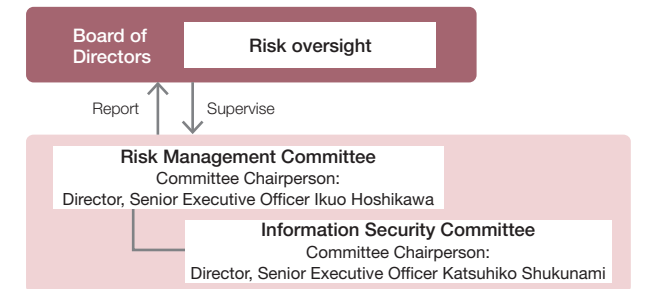 Board of
Directors
Risk oversight
Report
Supervise
Risk Management Committee
Committee Chairperson:
Director, Senior Executive Officer Ikuo Hoshikawa
Information Security Committee
Committee Chairperson:
Director, Senior Executive Officer Katsuhiko Shukunami